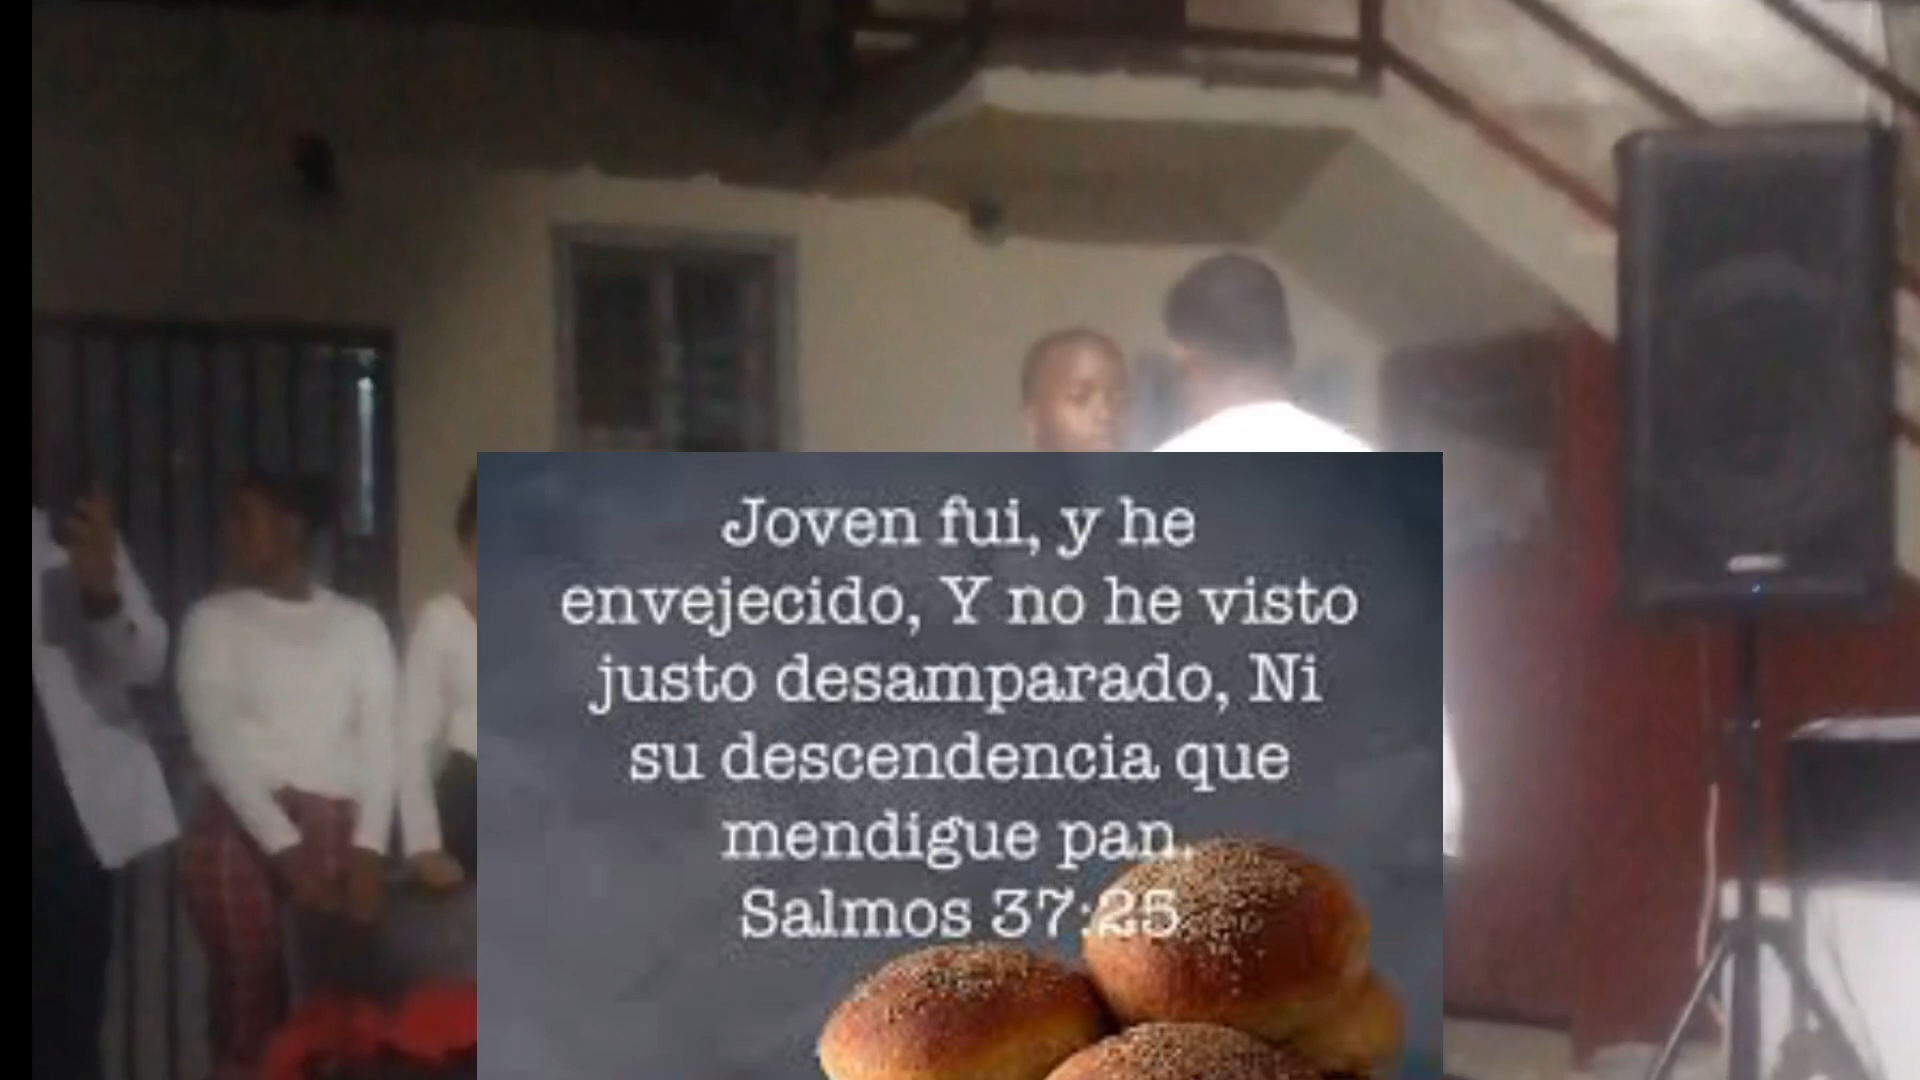 Joven fui, y he
envejecido, Y no he visto
justo desamparado, Ni
su descendencia que
mendigue pan.
Salmos 37:25